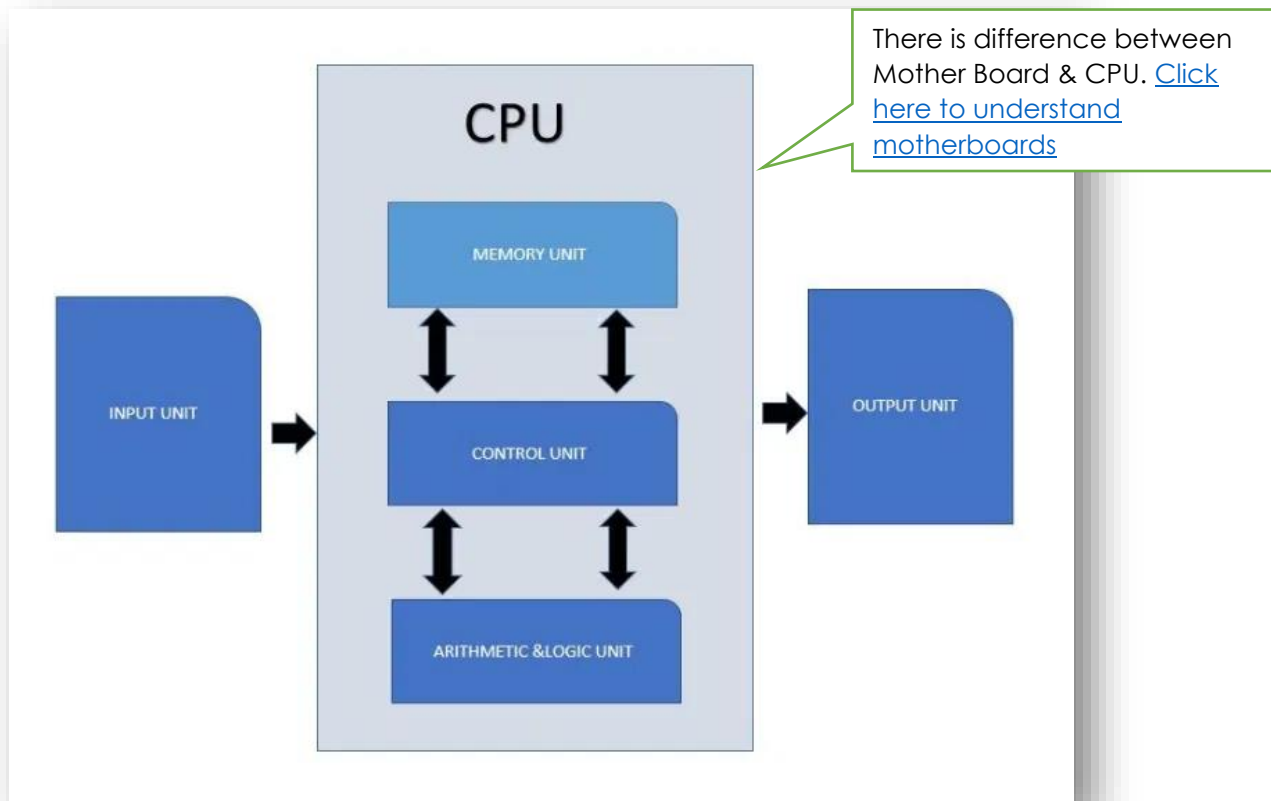 There is difference between
Mother Board & CPU. Click
here to understand
motherboards
CPU
MEMORY UNIT
INPUT UNIT
CONTROL UNIT
OUTPUT UNIT
ARITHMETIC &LOGIC UNIT